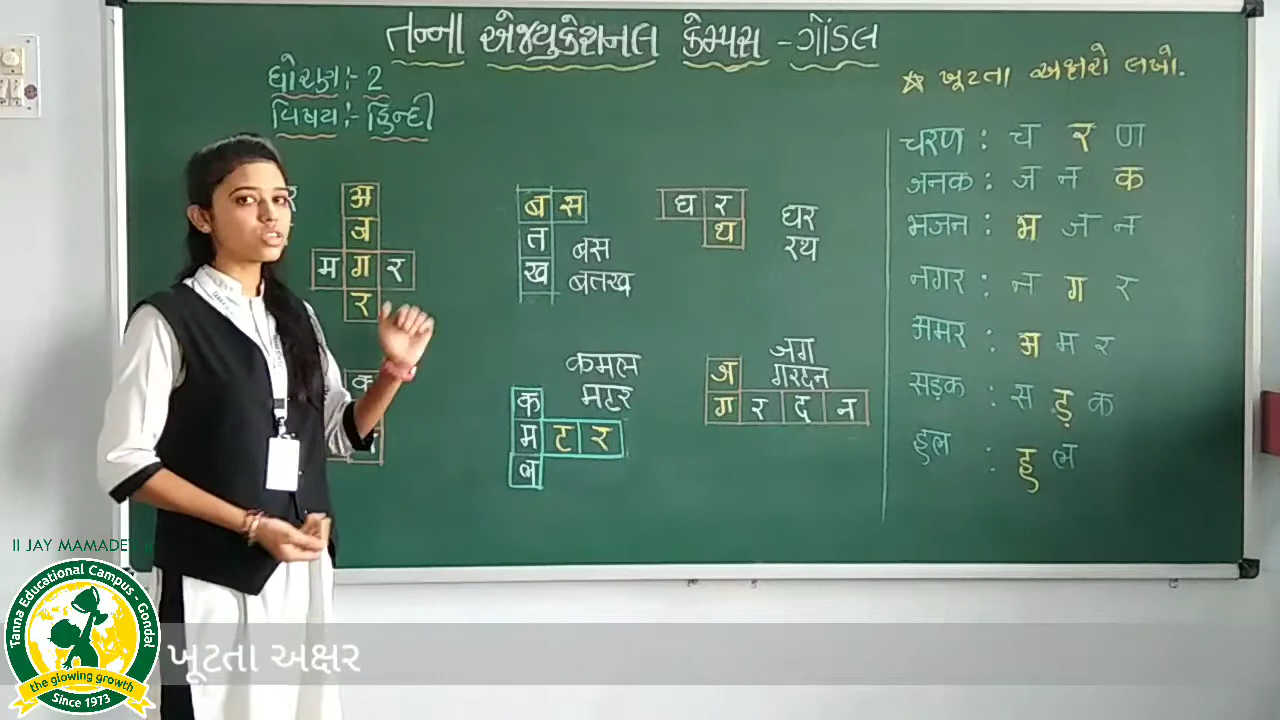 તન્ના એજ્યુકેશનલ કેમ્પસ - ગોંડલ
ધોરણ :- 2
વિષય :- હિન્દી
☆ ખૂટતા અક્ષરો લખો.
चरण : च र ण
जनक : ज न क
भजन : भ ज न
नगर : न ग र
अमर : अ म र
सड़क : स ड़ क
हल : ह ल
र
अ
ज
म ग र
र
ब स
त
ख
बस
बतख
घ र
थ
घर
रथ
क
कमल
मटर
क
म ट र
ल
जग
गरदन
ज
ग र द न
II JAY MAMADE
Tanna Educational Campus - Gondal
the glowing growth
Since 1973
ખૂટતા અક્ષર